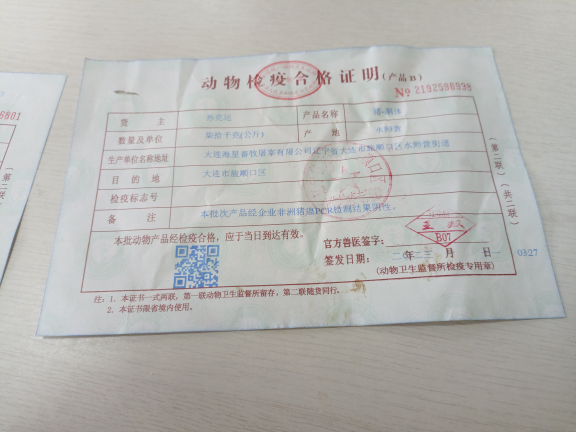 动物检疫合格证明(产品B)
No 2192596939
货 主
产品名称
数量及单位 柒拾千克(公斤) 产 地 水师营
生产单位名称地址 大连海星畜牧屠宰有限公司辽宁省大连市旅顺口区水师营街道
目 的 地 大连市旅顺口区
检疫标志号
备 注 本批次产品经企业非洲猪瘟PCR检测结果阴性。
本批动物产品经检疫合格，应于当日到达有效。
官方兽医签字：
B07
签发日期： 二〇年二三 月 日 0327
(动物卫生监督所检疫专用章)
注：1．本证书一式两联，第一联动物卫生监督所留存，第二联随货同行。
2．本证书限省境内使用。
(第二联)
(共二联)
6801